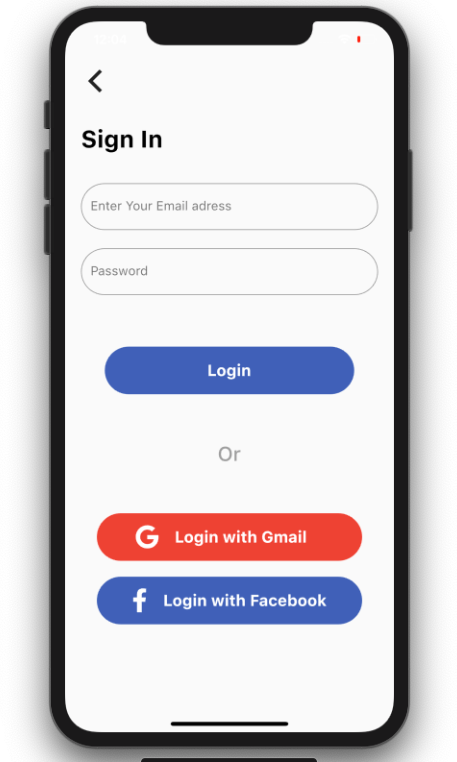 Sign In
Enter Your Email adress
Password
Login
Or
Login with Gmail
Login with Facebook